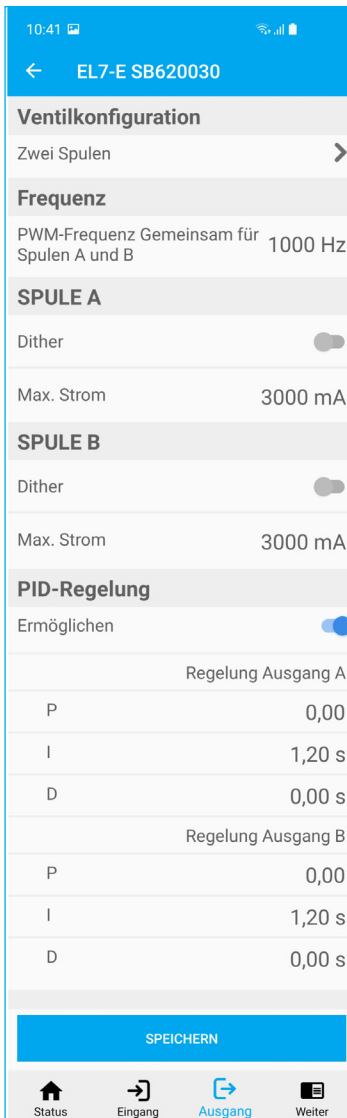 10:41
EL7-E SB620030
Ventilkonfiguration
Zwei Spulen
Frequenz
PWM-Frequenz Gemeinsam für
Spulen A und B 1000 Hz
SPULE A
Dither
Max. Strom 3000 mA
SPULE B
Dither
Max. Strom 3000 mA
PID-Regelung
Ermöglichen
Regelung Ausgang A
P 0,00
I 1,20 s
D 0,00 s
Regelung Ausgang B
P 0,00
I 1,20 s
D 0,00 s
SPEICHERN
Status Eingang Ausgang Weiter